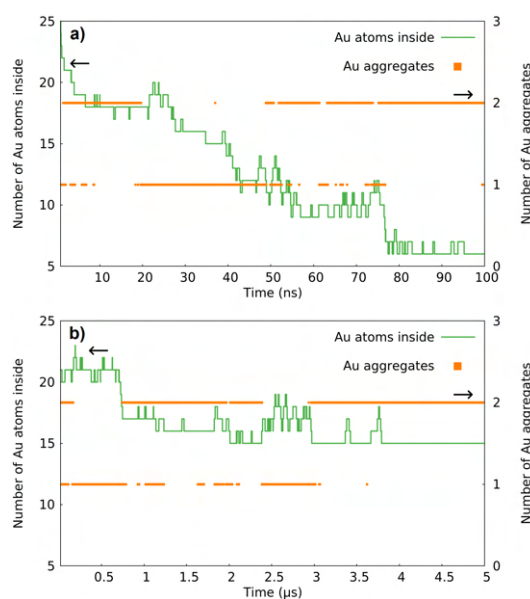 a)
Au atoms inside
Au aggregates
Number of Au atoms inside
Number of Au aggregates
25
20
15
10
5
3
2
1
0
10 20 30 40 50 60 70 80 90 100
Time (ns)
b)
Au atoms inside
Au aggregates
Number of Au atoms inside
Number of Au aggregates
25
20
15
10
5
3
2
1
0
0.5 1 1.5 2 2.5 3 3.5 4 4.5 5
Time (μs)